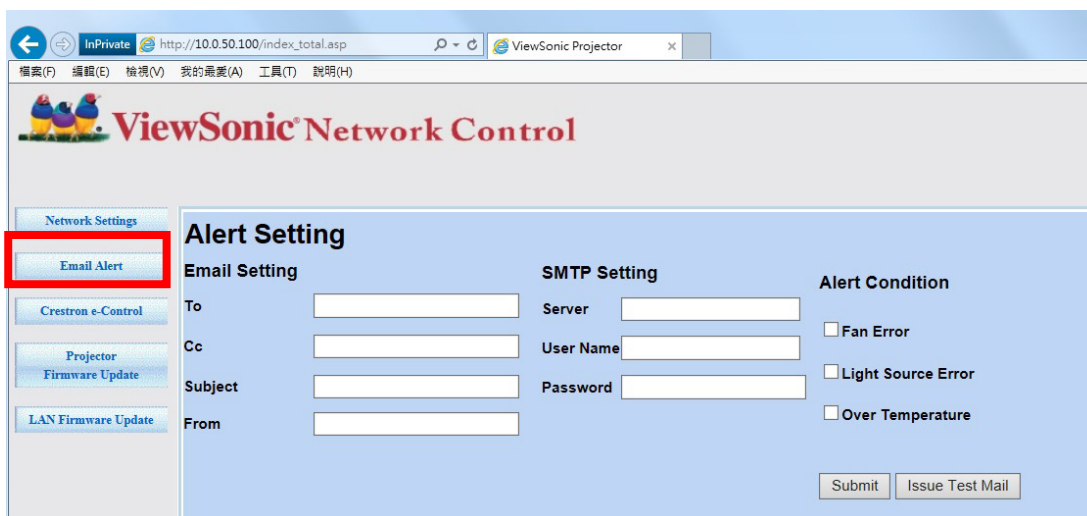 InPrivate http://10.0.50.100/index_total.asp ViewSonic Projector
檔案(F) 編輯(E) 檢視(V) 我的最愛(A) 工具(T) 說明(H)
ViewSonic® Network Control
Network Settings
Email Alert
Crestron e-Control
Projector
Firmware Update
LAN Firmware Update
Alert Setting
Email Setting
To
Cc
Subject
From
SMTP Setting
Server
User Name
Password
Alert Condition
Fan Error
Light Source Error
Over Temperature
Submit Issue Test Mail